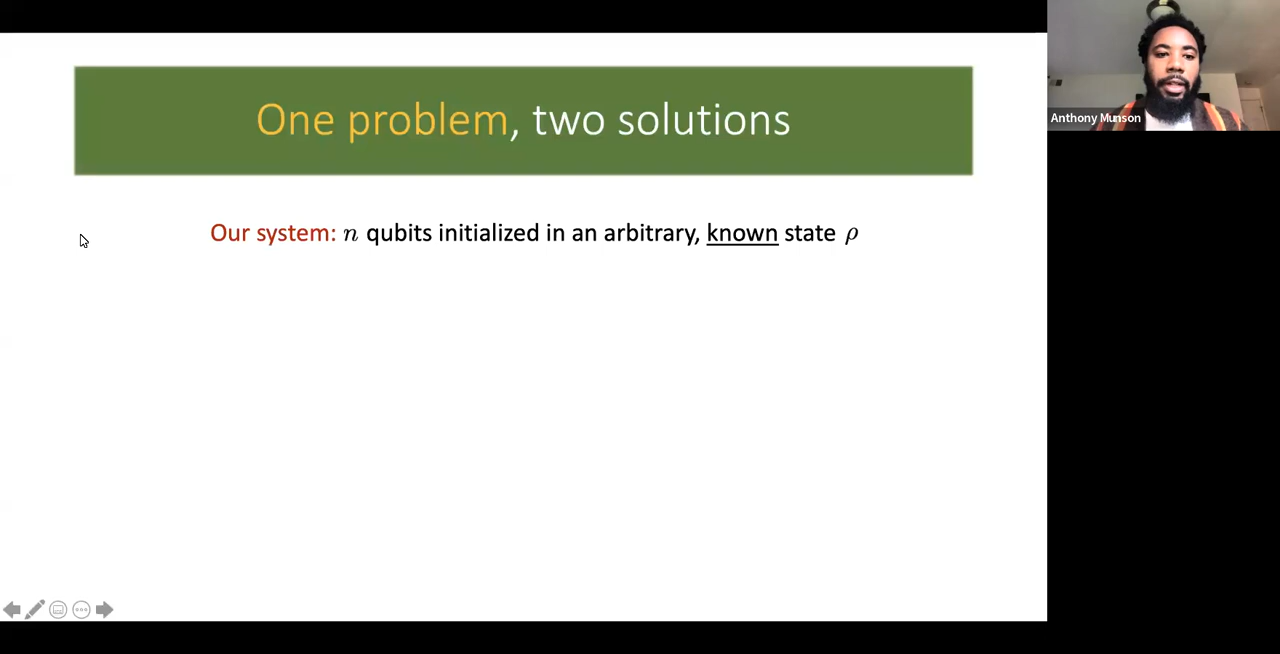 One problem, two solutions
Our system: n qubits initialized in an arbitrary, known state ρ
Anthony Munson